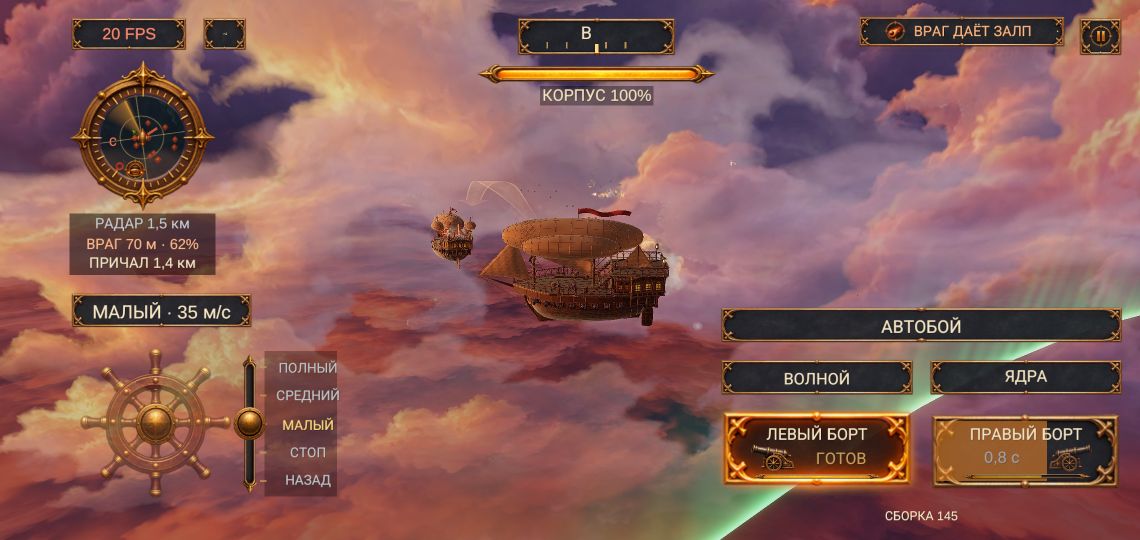 20 FPS
В
ВРАГ ДАЁТ ЗАЛП
КОРПУС 100%
С
РАДАР 1,5 км
ВРАГ 70 м · 62%
ПРИЧАЛ 1,4 км
МАЛЫЙ · 35 м/с
ПОЛНЫЙ
СРЕДНИЙ
МАЛЫЙ
СТОП
НАЗАД
АВТОБОЙ
ВОЛНОЙ
ЯДРА
ЛЕВЫЙ БОРТ
ГОТОВ
ПРАВЫЙ БОРТ
0,8 с
СБОРКА 145